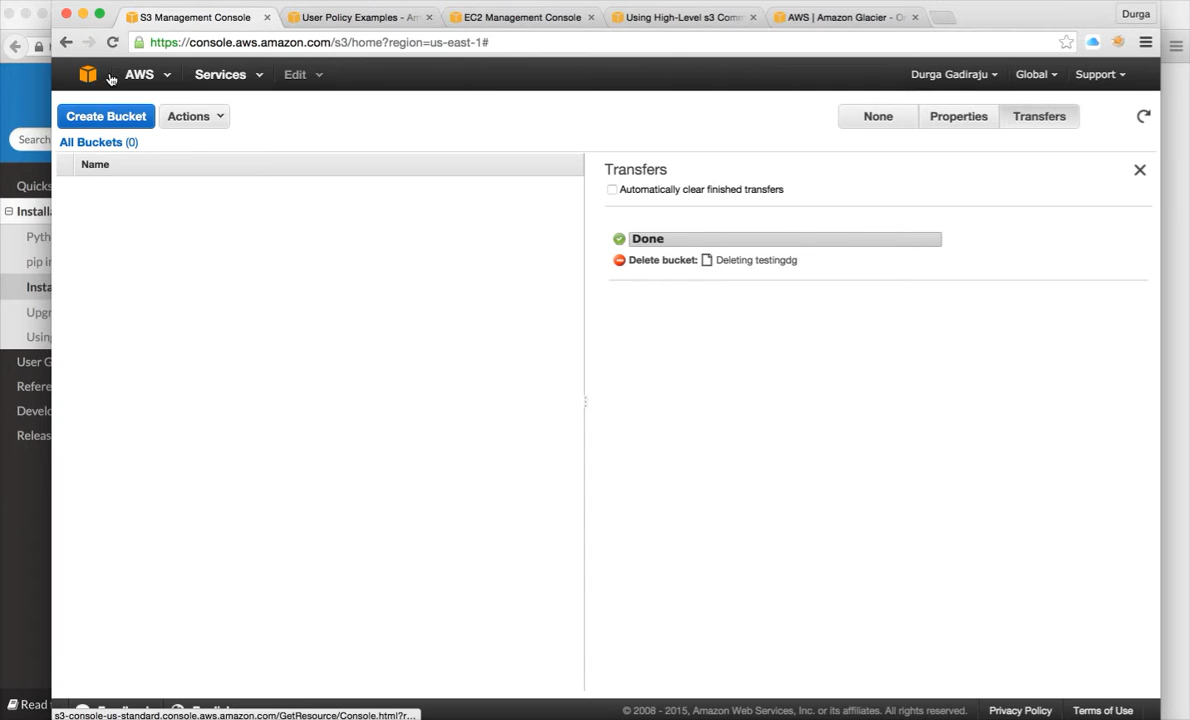 S3 Management Console
User Policy Examples - Am
EC2 Management Console
Using High-Level s3 Comm
AWS | Amazon Glacier - On
Durga
https://console.aws.amazon.com/s3/home?region=us-east-1#
AWS
Services
Edit
Durga Gadiraju
Global
Support
Create Bucket
Actions
None
Properties
Transfers
All Buckets (0)
Name
Transfers
Automatically clear finished transfers
Done
Delete bucket: Deleting testingdg
Search
Quicks
Installa
Pyth
pip in
Insta
Upgr
Using
User G
Refere
Develo
Releas
Read
s3-console-us-standard.console.aws.amazon.com/GetResource/Console.html?r...
© 2008 - 2015, Amazon Web Services, Inc. or its affiliates. All rights reserved.
Privacy Policy
Terms of Use